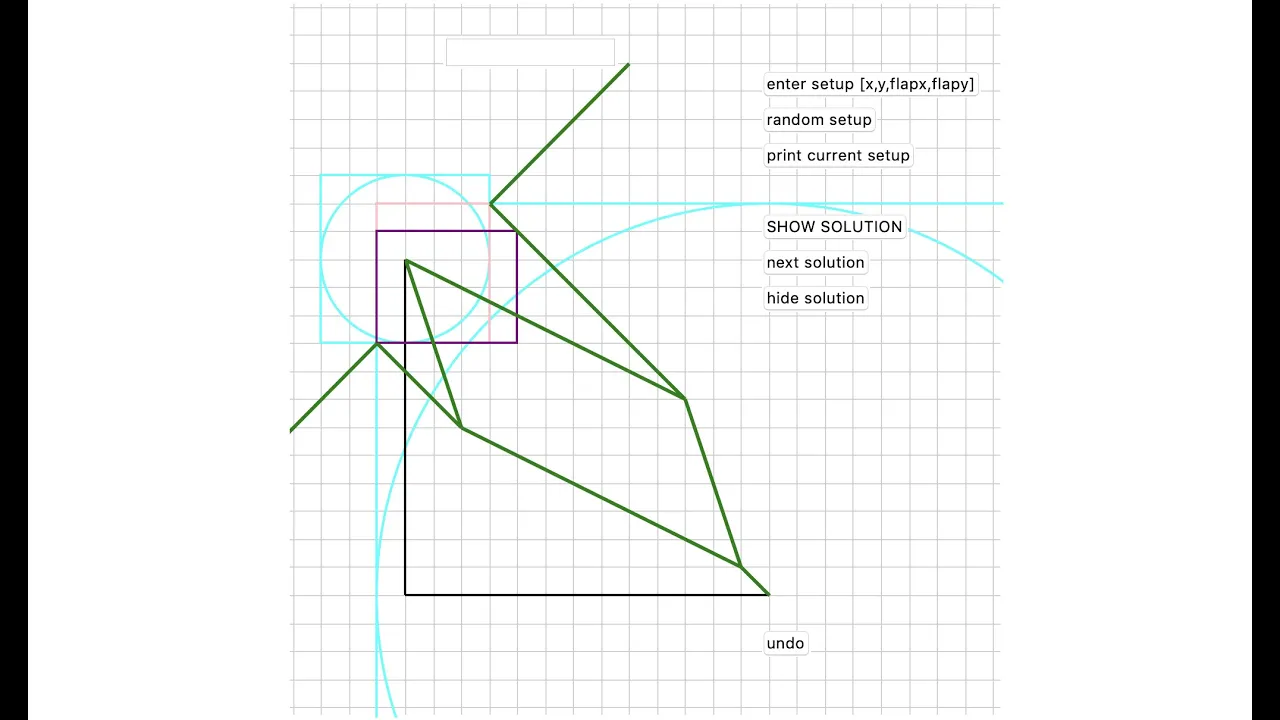 enter setup [x,y,flapx,flapy]
random setup
print current setup
SHOW SOLUTION
next solution
hide solution
undo